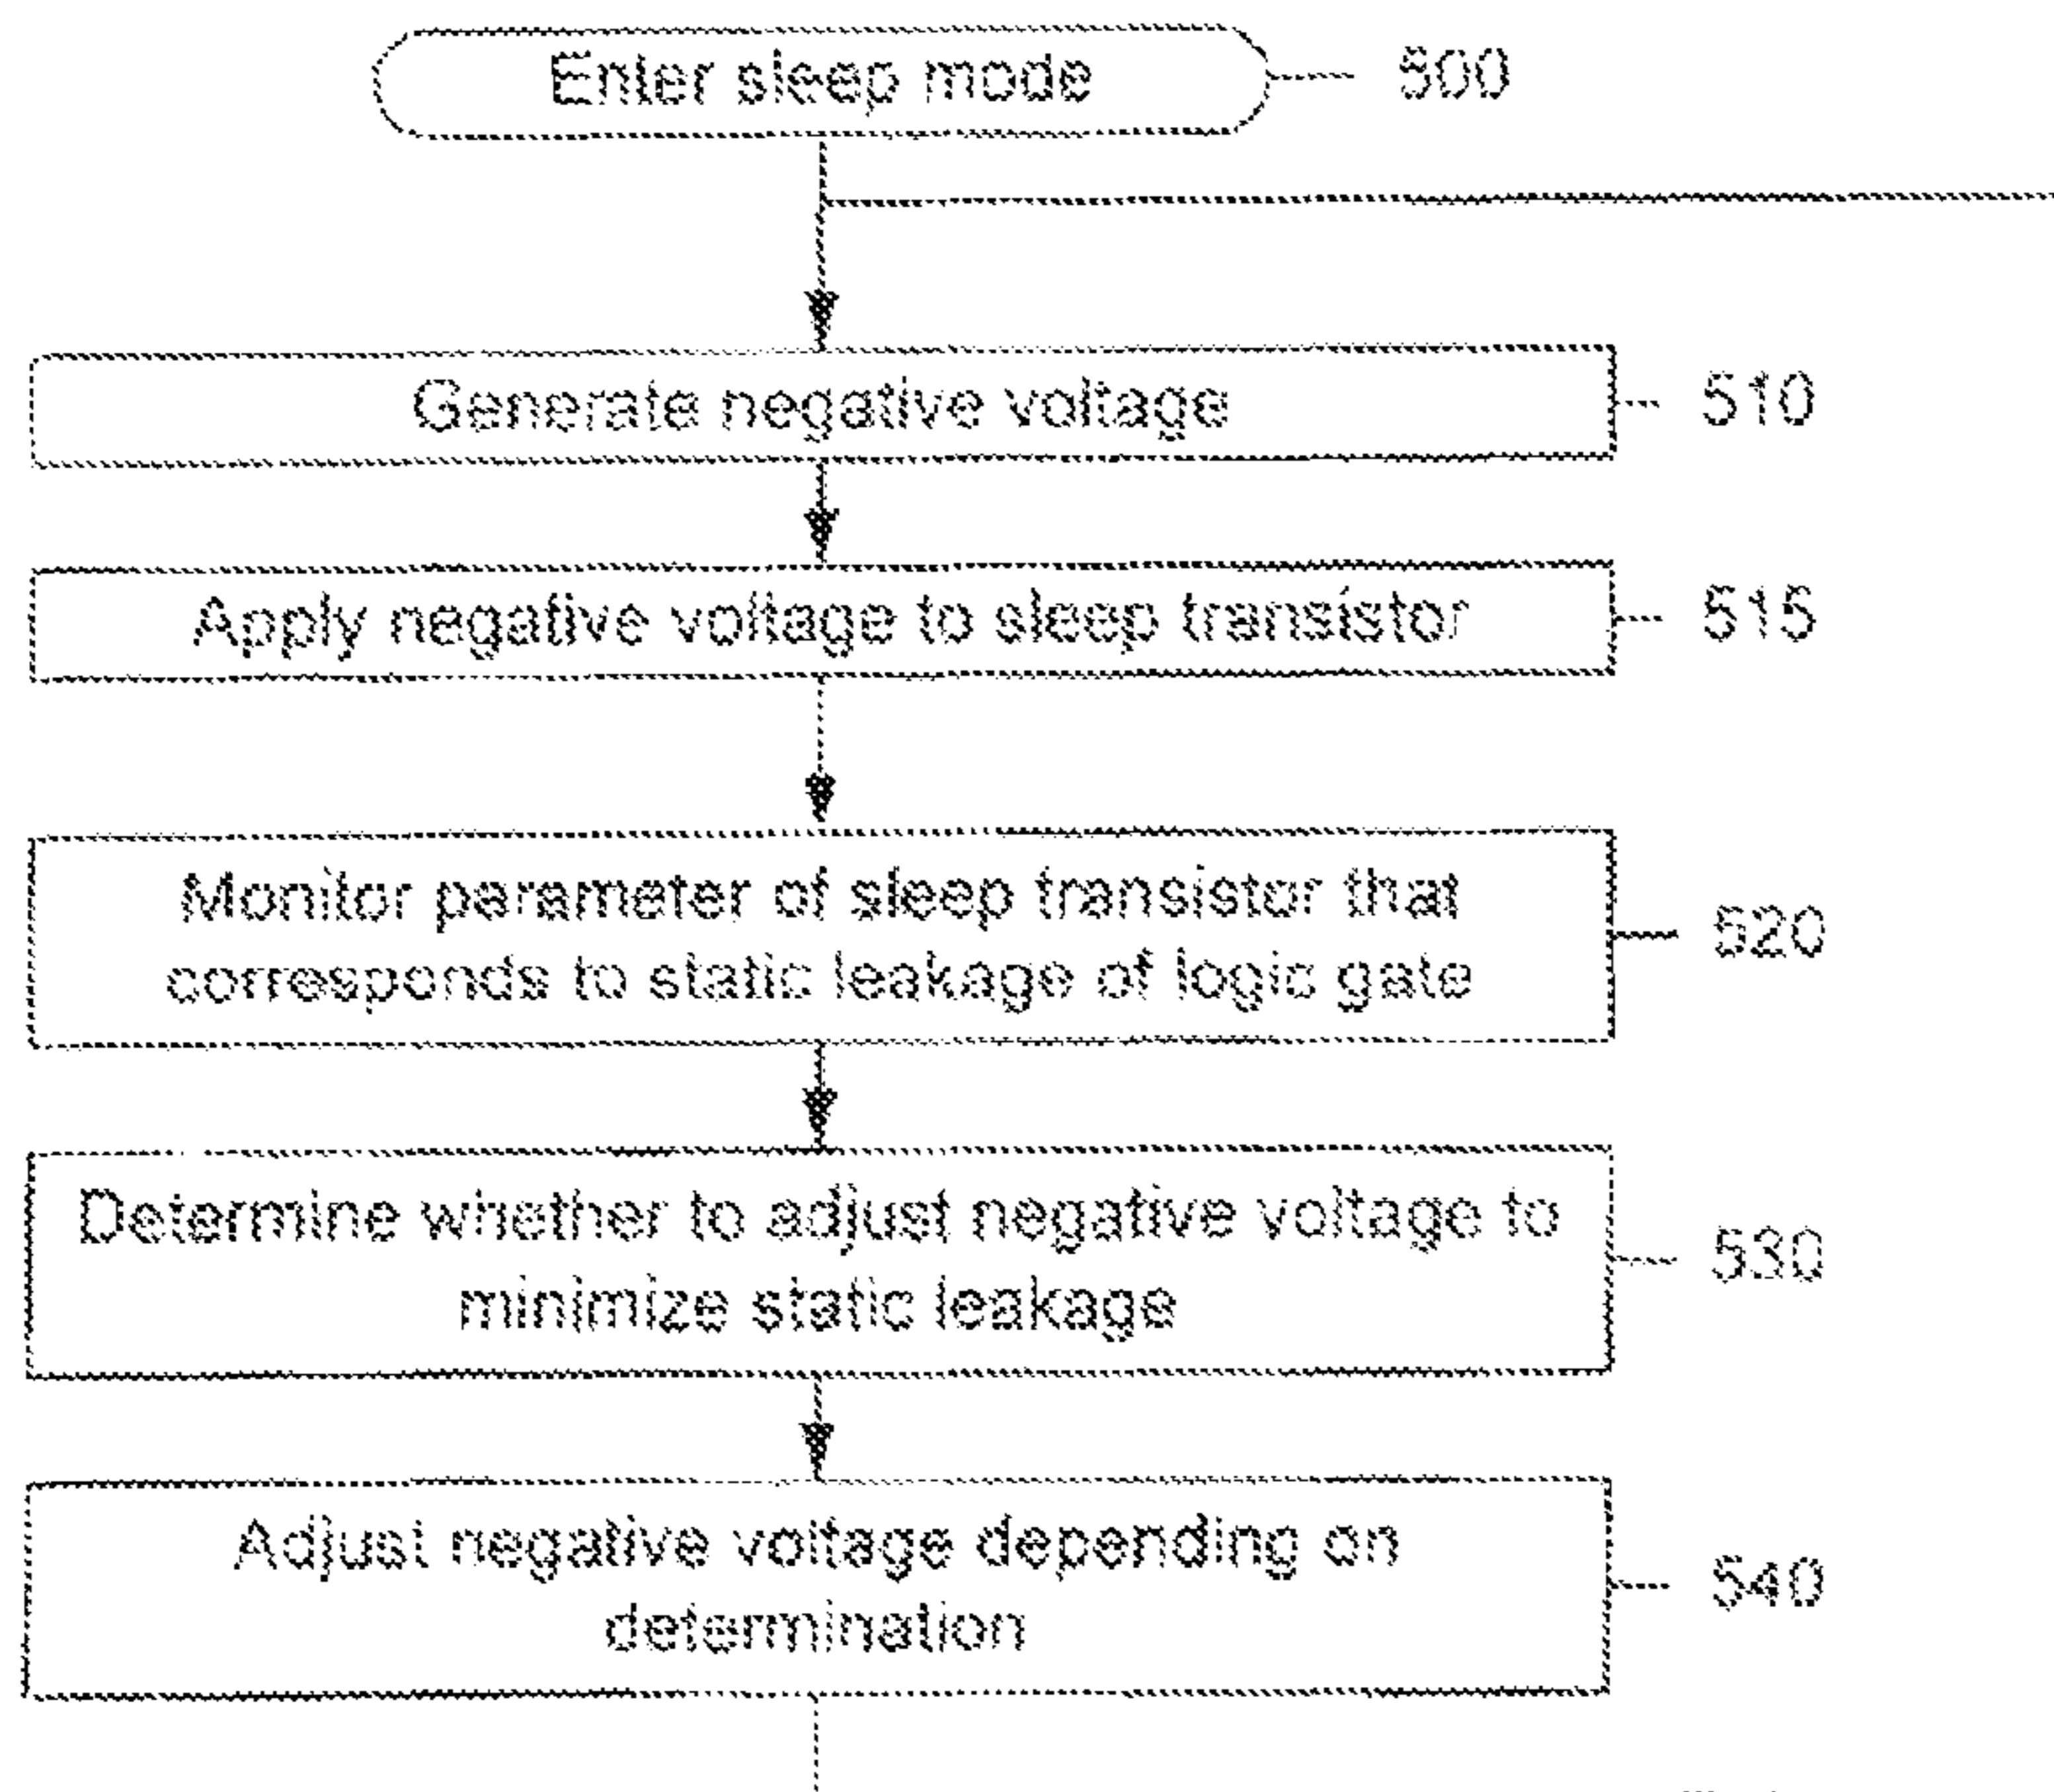 Enter sleep mode
500
Generate negative voltage
510
Apply negative voltage to sleep transistor
515
Monitor parameter of sleep transistor that
corresponds to static leakage of logic gate
520
Determine whether to adjust negative voltage to
minimize static leakage
530
Adjust negative voltage depending on
determination
540